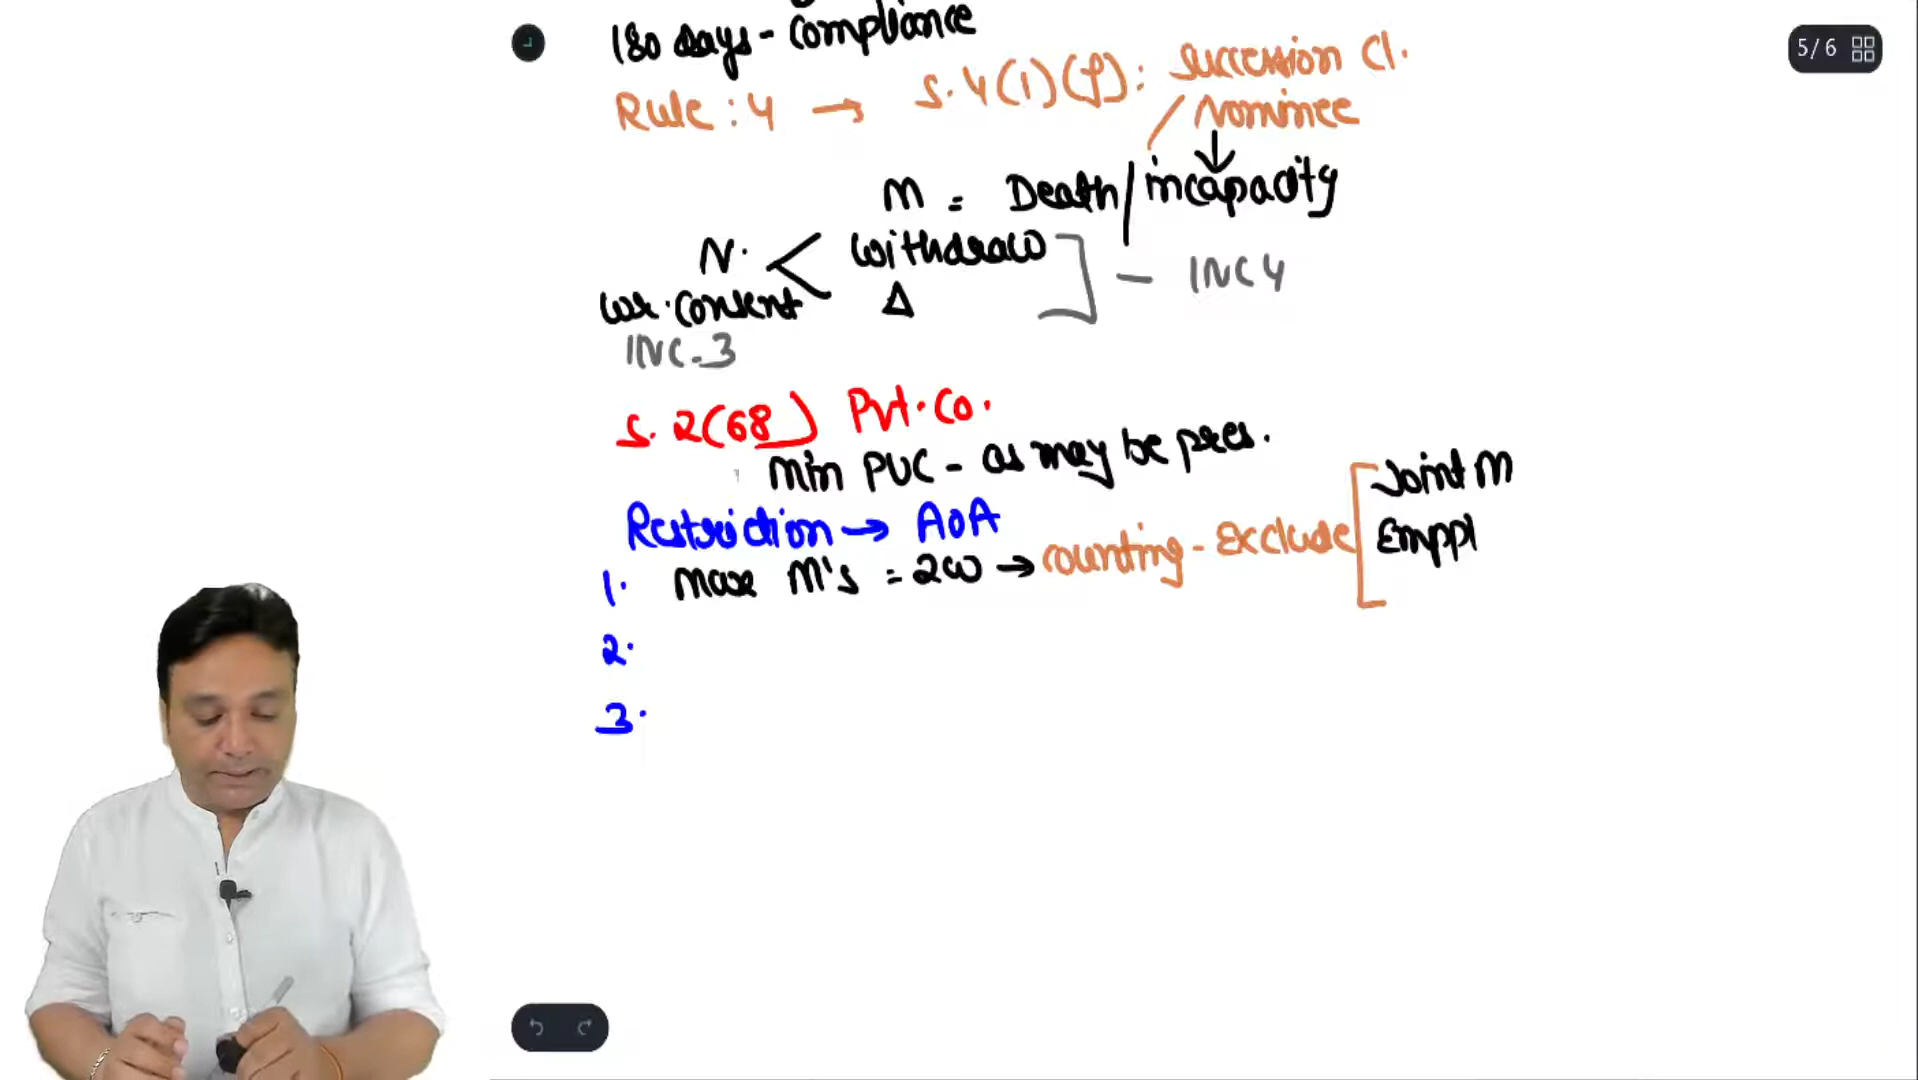 180 days - Compliance
5/6
Rule : 4 → S. 4(1)(f): Succession Cl.
/ Nominee
↓
M = Death / incapacity
N. < withdraw
Δ ] — INC 4
wr. Consent
INC - 3
S. 2(68) Pvt. Co.
Min PUC - as may be pres.
Restriction → AOA
1. Max M's = 200 → counting - Exclude [ Joint M
Emppl
2.
3.